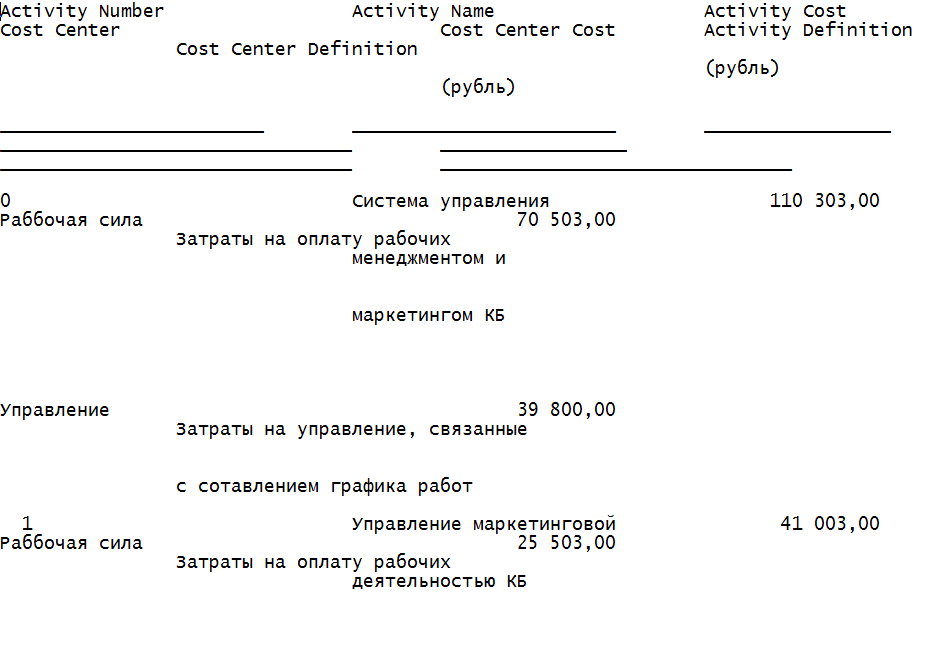 Activity Number Activity Name Activity Cost
Cost Center Cost Center Cost Activity Definition
Cost Center Definition
(рубль)
(рубль)
0 Система управления 110 303,00
Раббочая сила 70 503,00
Затраты на оплату рабочих
менеджментом и
маркетингом КБ
Управление 39 800,00
Затраты на управление, связанные
с сотавлением графика работ
1 Управление маркетинговой 41 003,00
Раббочая сила 25 503,00
Затраты на оплату рабочих
деятельностью КБ